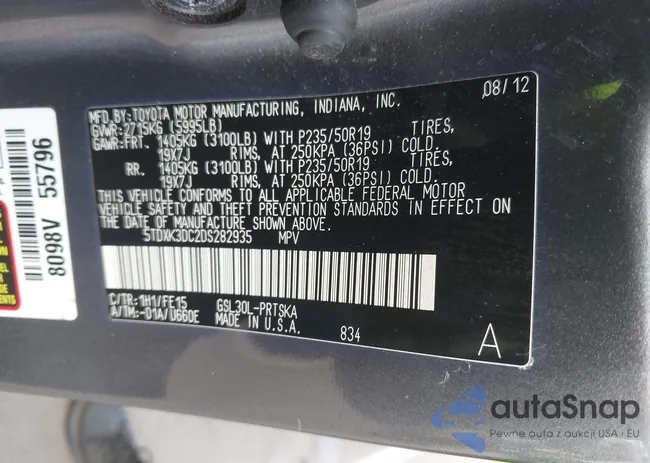 08/12
MFD. BY: TOYOTA MOTOR MANUFACTURING, INDIANA, INC.
GVWR: 2715KG (5995LB)
GAWR: FRT. 1405KG (3100LB) WITH P235/50R19 TIRES,
19X7J RIMS, AT 250KPA (36PSI) COLD.
RR. 1405KG (3100LB) WITH P235/50R19 TIRES,
19X7J RIMS, AT 250KPA (36PSI) COLD.
THIS VEHICLE CONFORMS TO ALL APPLICABLE FEDERAL MOTOR
VEHICLE SAFETY AND THEFT PREVENTION STANDARDS IN EFFECT ON
THE DATE OF MANUFACTURE SHOWN ABOVE.
5TDXK3DC2DS282935 MPV
C/TR: 1H1/FE15 GSL30L-PRTSKA
A/TM: -01A/U660E MADE IN U.S.A.
834
A
8098V 55796
autaSnap
Pewne auta z aukcji USA i EU